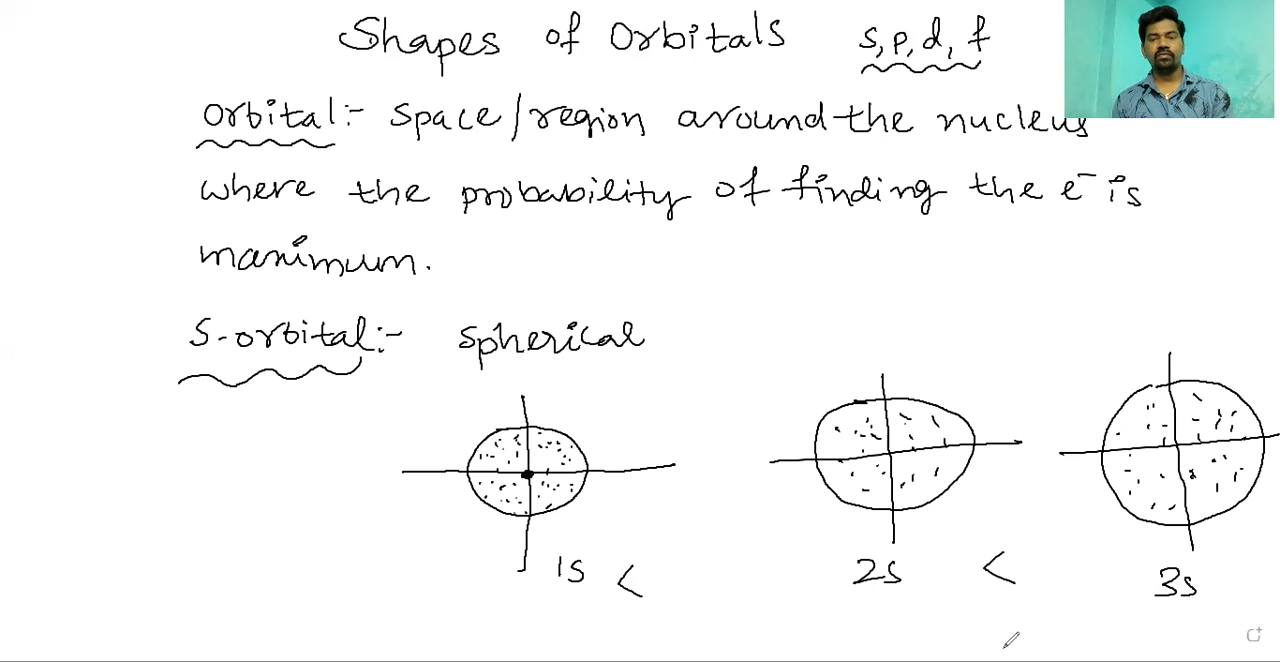 Shapes of Orbitals s, p, d, f
Orbital:- space/region around the nucleus
where the probability of finding the e⁻ is
maximum.
S-orbital:- spherical
1s < 2s < 3s